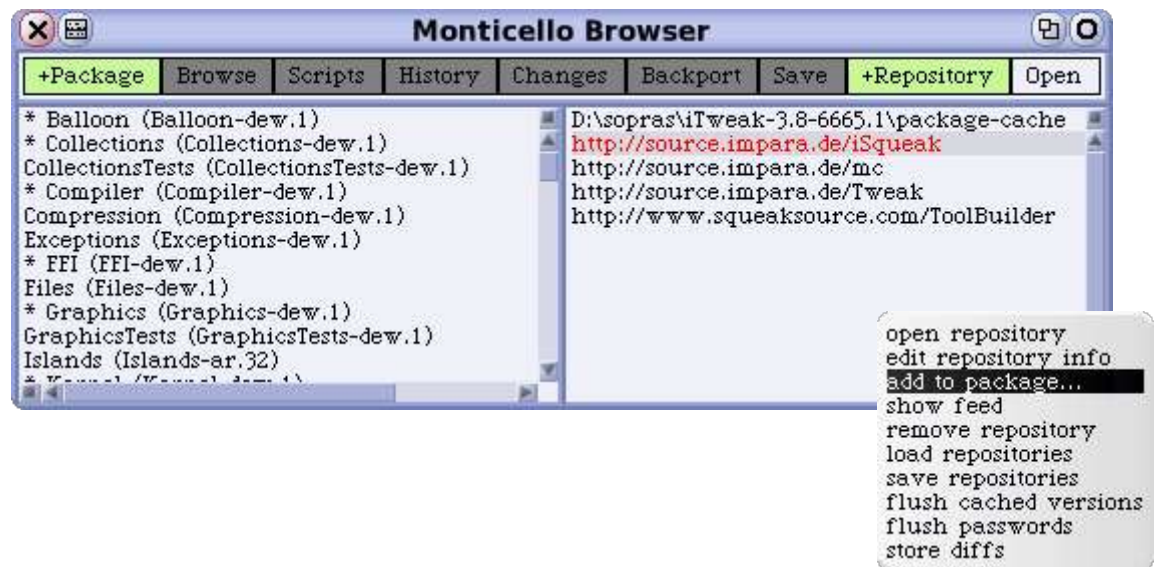 Monticello Browser
+Package Browse Scripts History Changes Backport Save +Repository Open
* Balloon (Balloon-dew.1)
* Collections (Collections-dew.1)
CollectionsTests (CollectionsTests-dew.1)
* Compiler (Compiler-dew.1)
Compression (Compression-dew.1)
Exceptions (Exceptions-dew.1)
* FFI (FFI-dew.1)
Files (Files-dew.1)
* Graphics (Graphics-dew.1)
GraphicsTests (GraphicsTests-dew.1)
Islands (Islands-ar.32)
D:\sopras\iTweak-3.8-6665.1\package-cache
http://source.impara.de/iSqueak
http://source.impara.de/mc
http://source.impara.de/Tweak
http://www.squeaksource.com/ToolBuilder
open repository
edit repository info
add to package...
show feed
remove repository
load repositories
save repositories
flush cached versions
flush passwords
store diffs